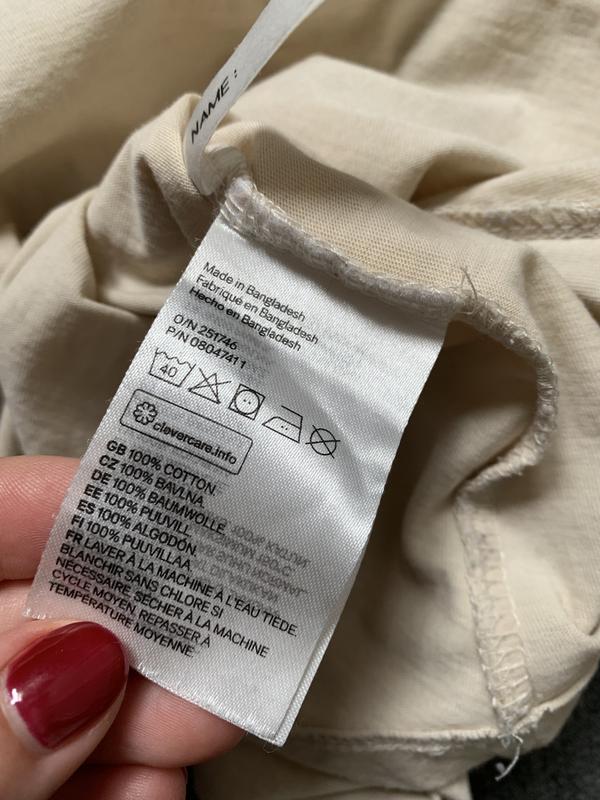 NAME :
Made in Bangladesh
Fabriqué en Bangladesh
Hecho en Bangladesh
O/N 251746
P/N 08047411
40
clevercare.info
GB 100% COTTON
CZ 100% BAVLNA
DE 100% BAUMWOLLE
EE 100% PUUVILL
ES 100% ALGODÓN
FI 100% PUUVILLAA
FR LAVER À LA MACHINE À L'EAU TIÈDE.
BLANCHIR SANS CHLORE SI
NÉCESSAIRE. SÉCHER À LA MACHINE
CYCLE MOYEN. REPASSER À
TEMPÉRATURE MOYENNE.